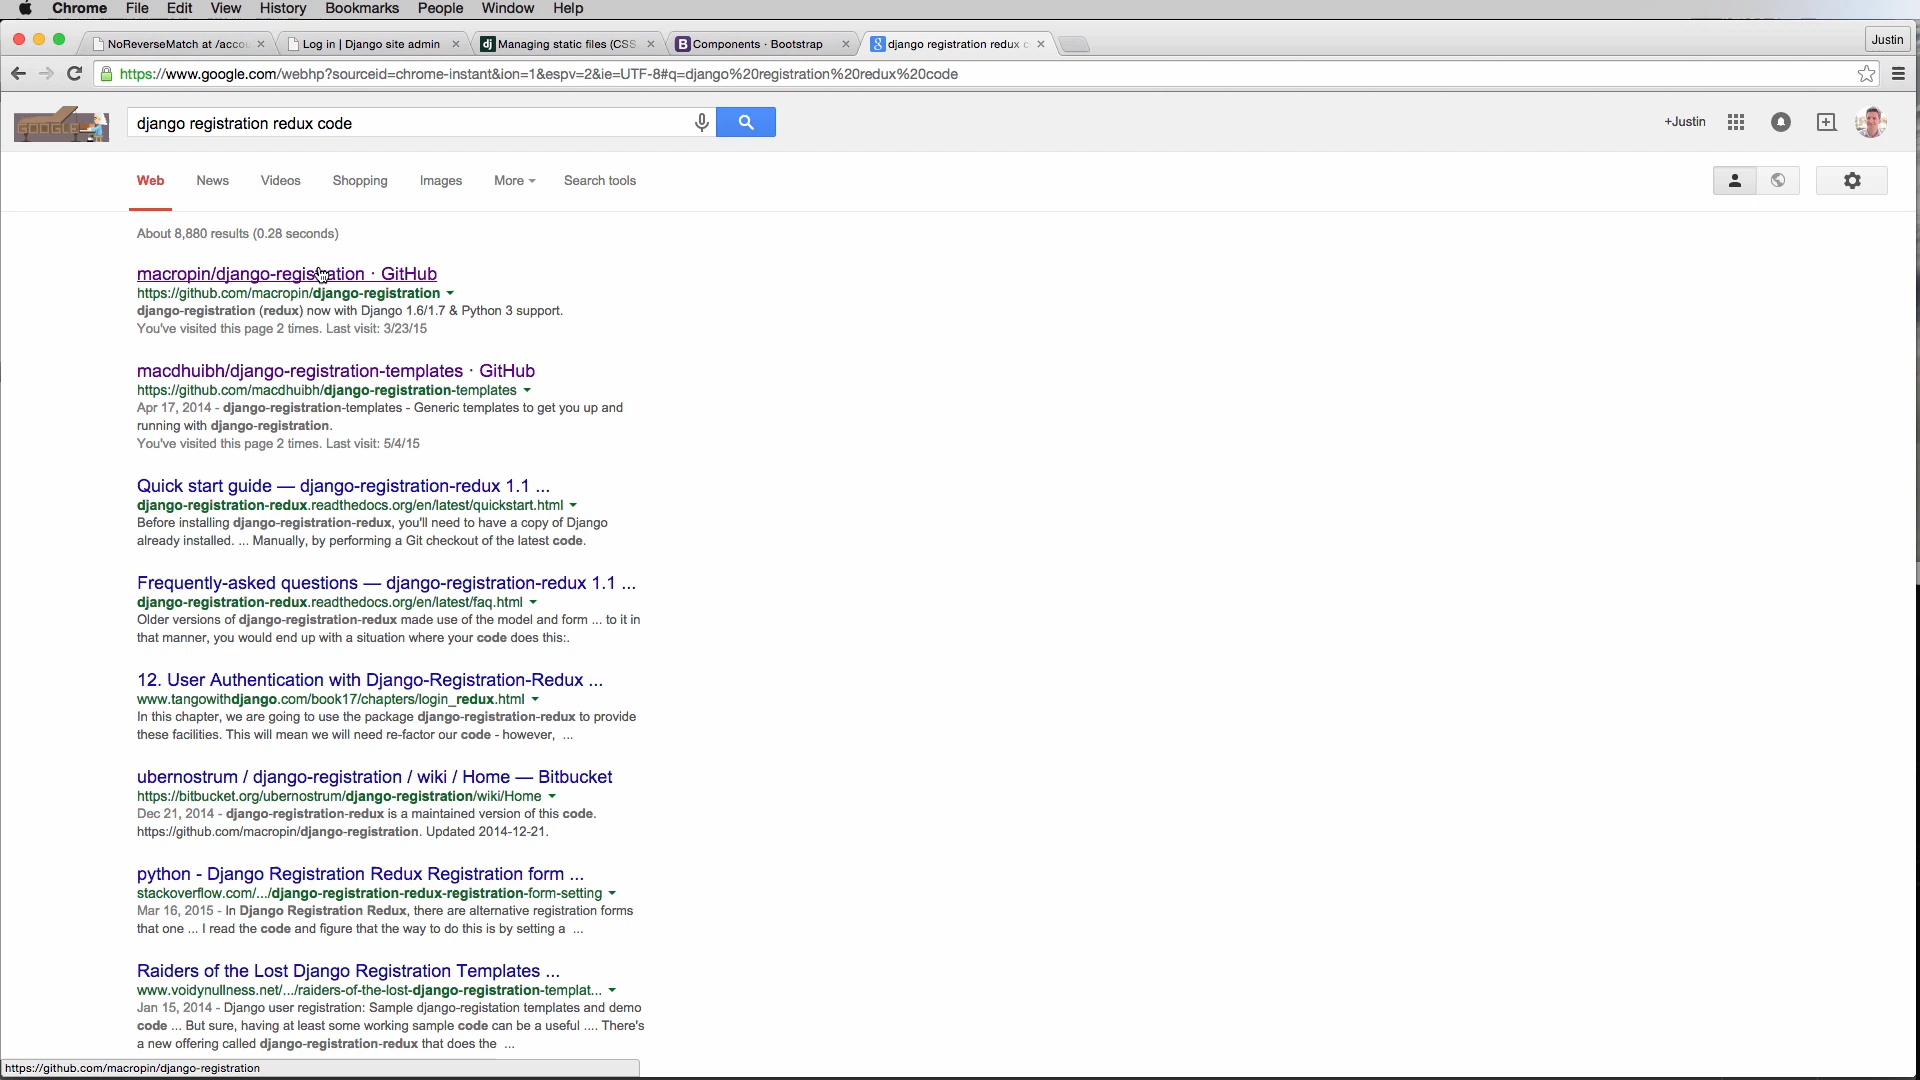 Chrome File Edit View History Bookmarks People Window Help
NoReverseMatch at /acco
Log in | Django site admin
dj Managing static files (CSS
B Components · Bootstrap
django registration redux c
Justin
https://www.google.com/webhp?sourceid=chrome-instant&ion=1&espv=2&ie=UTF-8#q=django%20registration%20redux%20code
GOOGLE
django registration redux code
+Justin
Web News Videos Shopping Images More Search tools
About 8,880 results (0.28 seconds)
macropin/django-registration · GitHub
https://github.com/macropin/django-registration
django-registration (redux) now with Django 1.6/1.7 & Python 3 support.
You've visited this page 2 times. Last visit: 3/23/15
macdhuibh/django-registration-templates · GitHub
https://github.com/macdhuibh/django-registration-templates
Apr 17, 2014 - django-registration-templates - Generic templates to get you up and
running with django-registration.
You've visited this page 2 times. Last visit: 5/4/15
Quick start guide — django-registration-redux 1.1 ...
django-registration-redux.readthedocs.org/en/latest/quickstart.html
Before installing django-registration-redux, you'll need to have a copy of Django
already installed. ... Manually, by performing a Git checkout of the latest code.
Frequently-asked questions — django-registration-redux 1.1 ...
django-registration-redux.readthedocs.org/en/latest/faq.html
Older versions of django-registration-redux made use of the model and form ... to it in
that manner, you would end up with a situation where your code does this:.
12. User Authentication with Django-Registration-Redux ...
www.tangowithdjango.com/book17/chapters/login_redux.html
In this chapter, we are going to use the package django-registration-redux to provide
these facilities. This will mean we will need re-factor our code - however, ...
ubernostrum / django-registration / wiki / Home — Bitbucket
https://bitbucket.org/ubernostrum/django-registration/wiki/Home
Dec 21, 2014 - django-registration-redux is a maintained version of this code.
https://github.com/macropin/django-registration. Updated 2014-12-21.
python - Django Registration Redux Registration form ...
stackoverflow.com/.../django-registration-redux-registration-form-setting
Mar 16, 2015 - In Django Registration Redux, there are alternative registration forms
that one ... I read the code and figure that the way to do this is by setting a ...
Raiders of the Lost Django Registration Templates ...
www.voidynullness.net/.../raiders-of-the-lost-django-registration-templat...
Jan 15, 2014 - Django user registration: Sample django-registation templates and demo
code ... But sure, having at least some working sample code can be a useful .... There's
a new offering called django-registration-redux that does the ...
https://github.com/macropin/django-registration